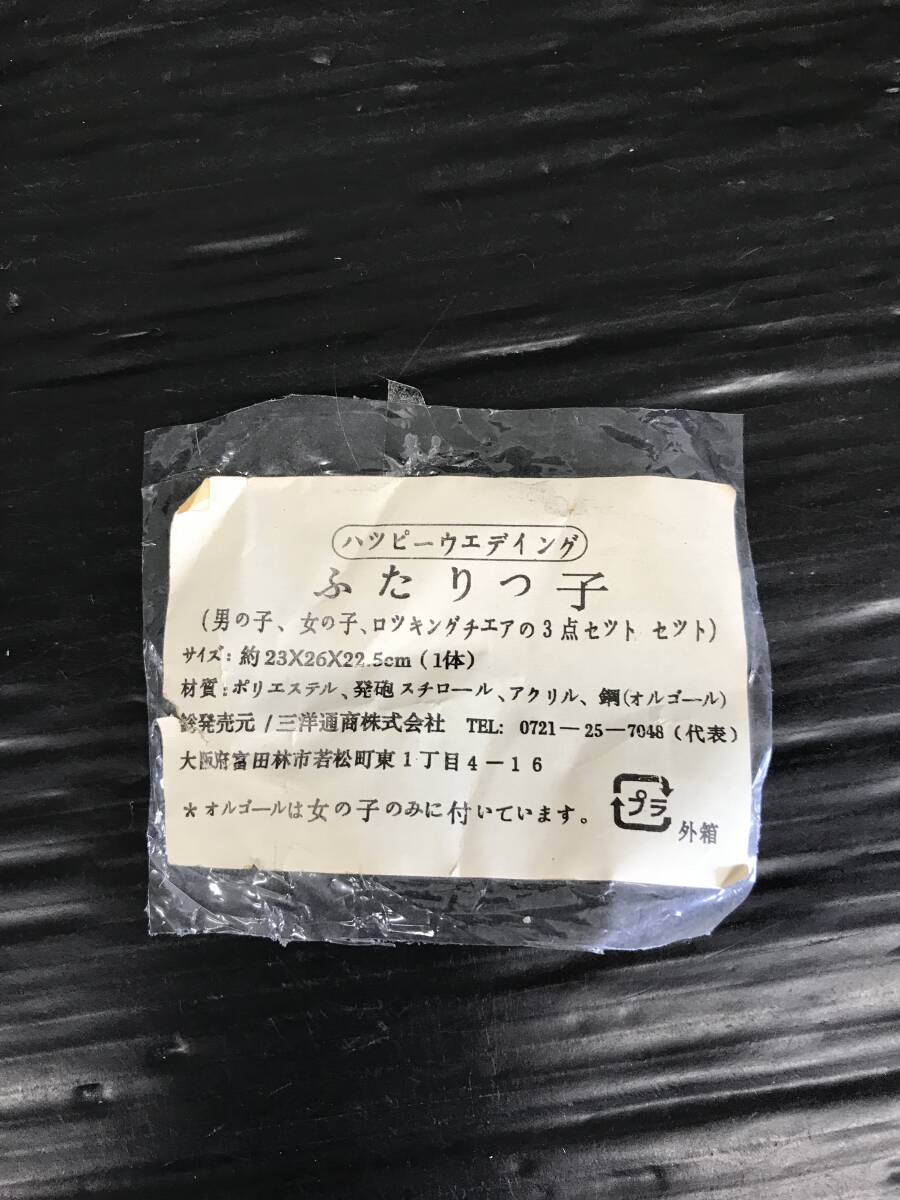 ハツピーウエデイング
ふたりつ子
(男の子、女の子、ロツキングチエアの3点セツト セツト)
サイズ: 約23X26X22.5cm (1体)
材質: ポリエステル、発砲スチロール、アクリル、鋼(オルゴール)
総発売元/三洋通商株式会社 TEL: 0721-25-7048 (代表)
大阪府富田林市若松町東1丁目4-16
*オルゴールは女の子のみに付いています。
プラ
外箱